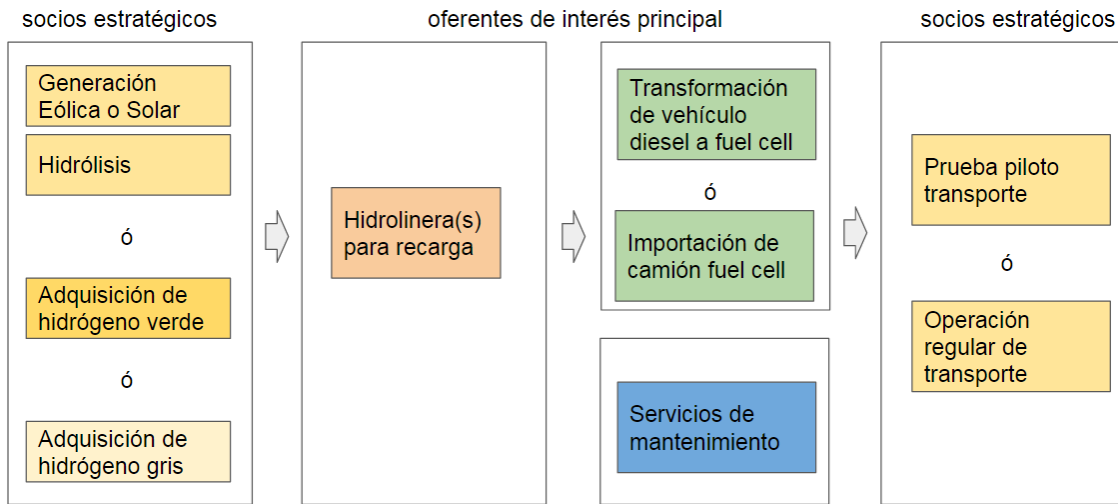 socios estratégicos
Generación
Eólica o Solar
Hidrólisis
ó
Adquisición de
hidrógeno verde
ó
Adquisición de
hidrógeno gris
oferentes de interés principal
Hidrolinera(s)
para recarga
Transformación
de vehículo
diesel a fuel cell
ó
Importación de
camión fuel cell
Servicios de
mantenimiento
socios estratégicos
Prueba piloto
transporte
ó
Operación
regular de
transporte